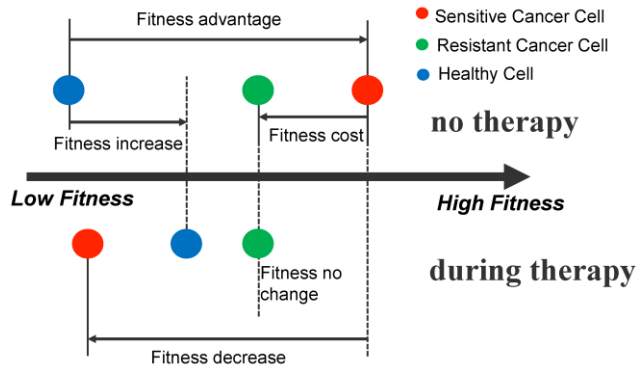 Fitness advantage
Sensitive Cancer Cell
Resistant Cancer Cell
Healthy Cell
no therapy
Fitness increase
Fitness cost
Low Fitness
High Fitness
during therapy
Fitness no
change
Fitness decrease